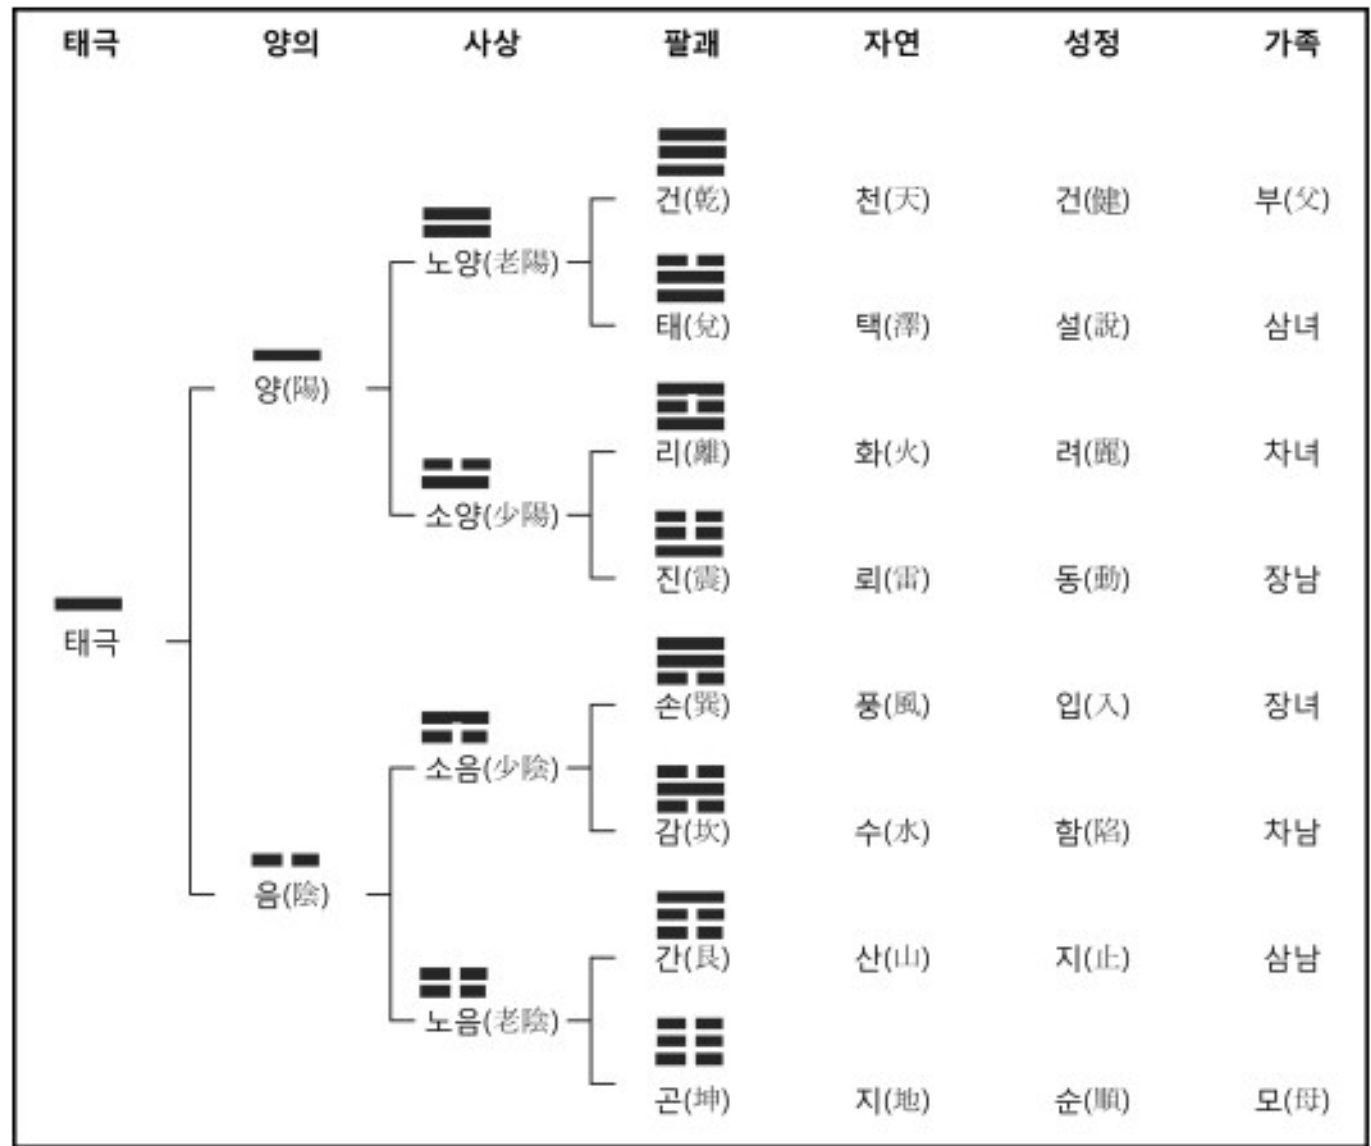 태극 양의 사상 팔괘 자연 성정 가족
건(乾) 천(天) 건(健) 부(父)
노양(老陽)
태(兌) 택(澤) 설(說) 삼녀
양(陽)
리(離) 화(火) 려(麗) 차녀
소양(少陽)
진(震) 뢰(雷) 동(動) 장남
태극
손(巽) 풍(風) 입(入) 장녀
소음(少陰)
감(坎) 수(水) 함(陷) 차남
음(陰)
간(艮) 산(山) 지(止) 삼남
노음(老陰)
곤(坤) 지(地) 순(順) 모(母)